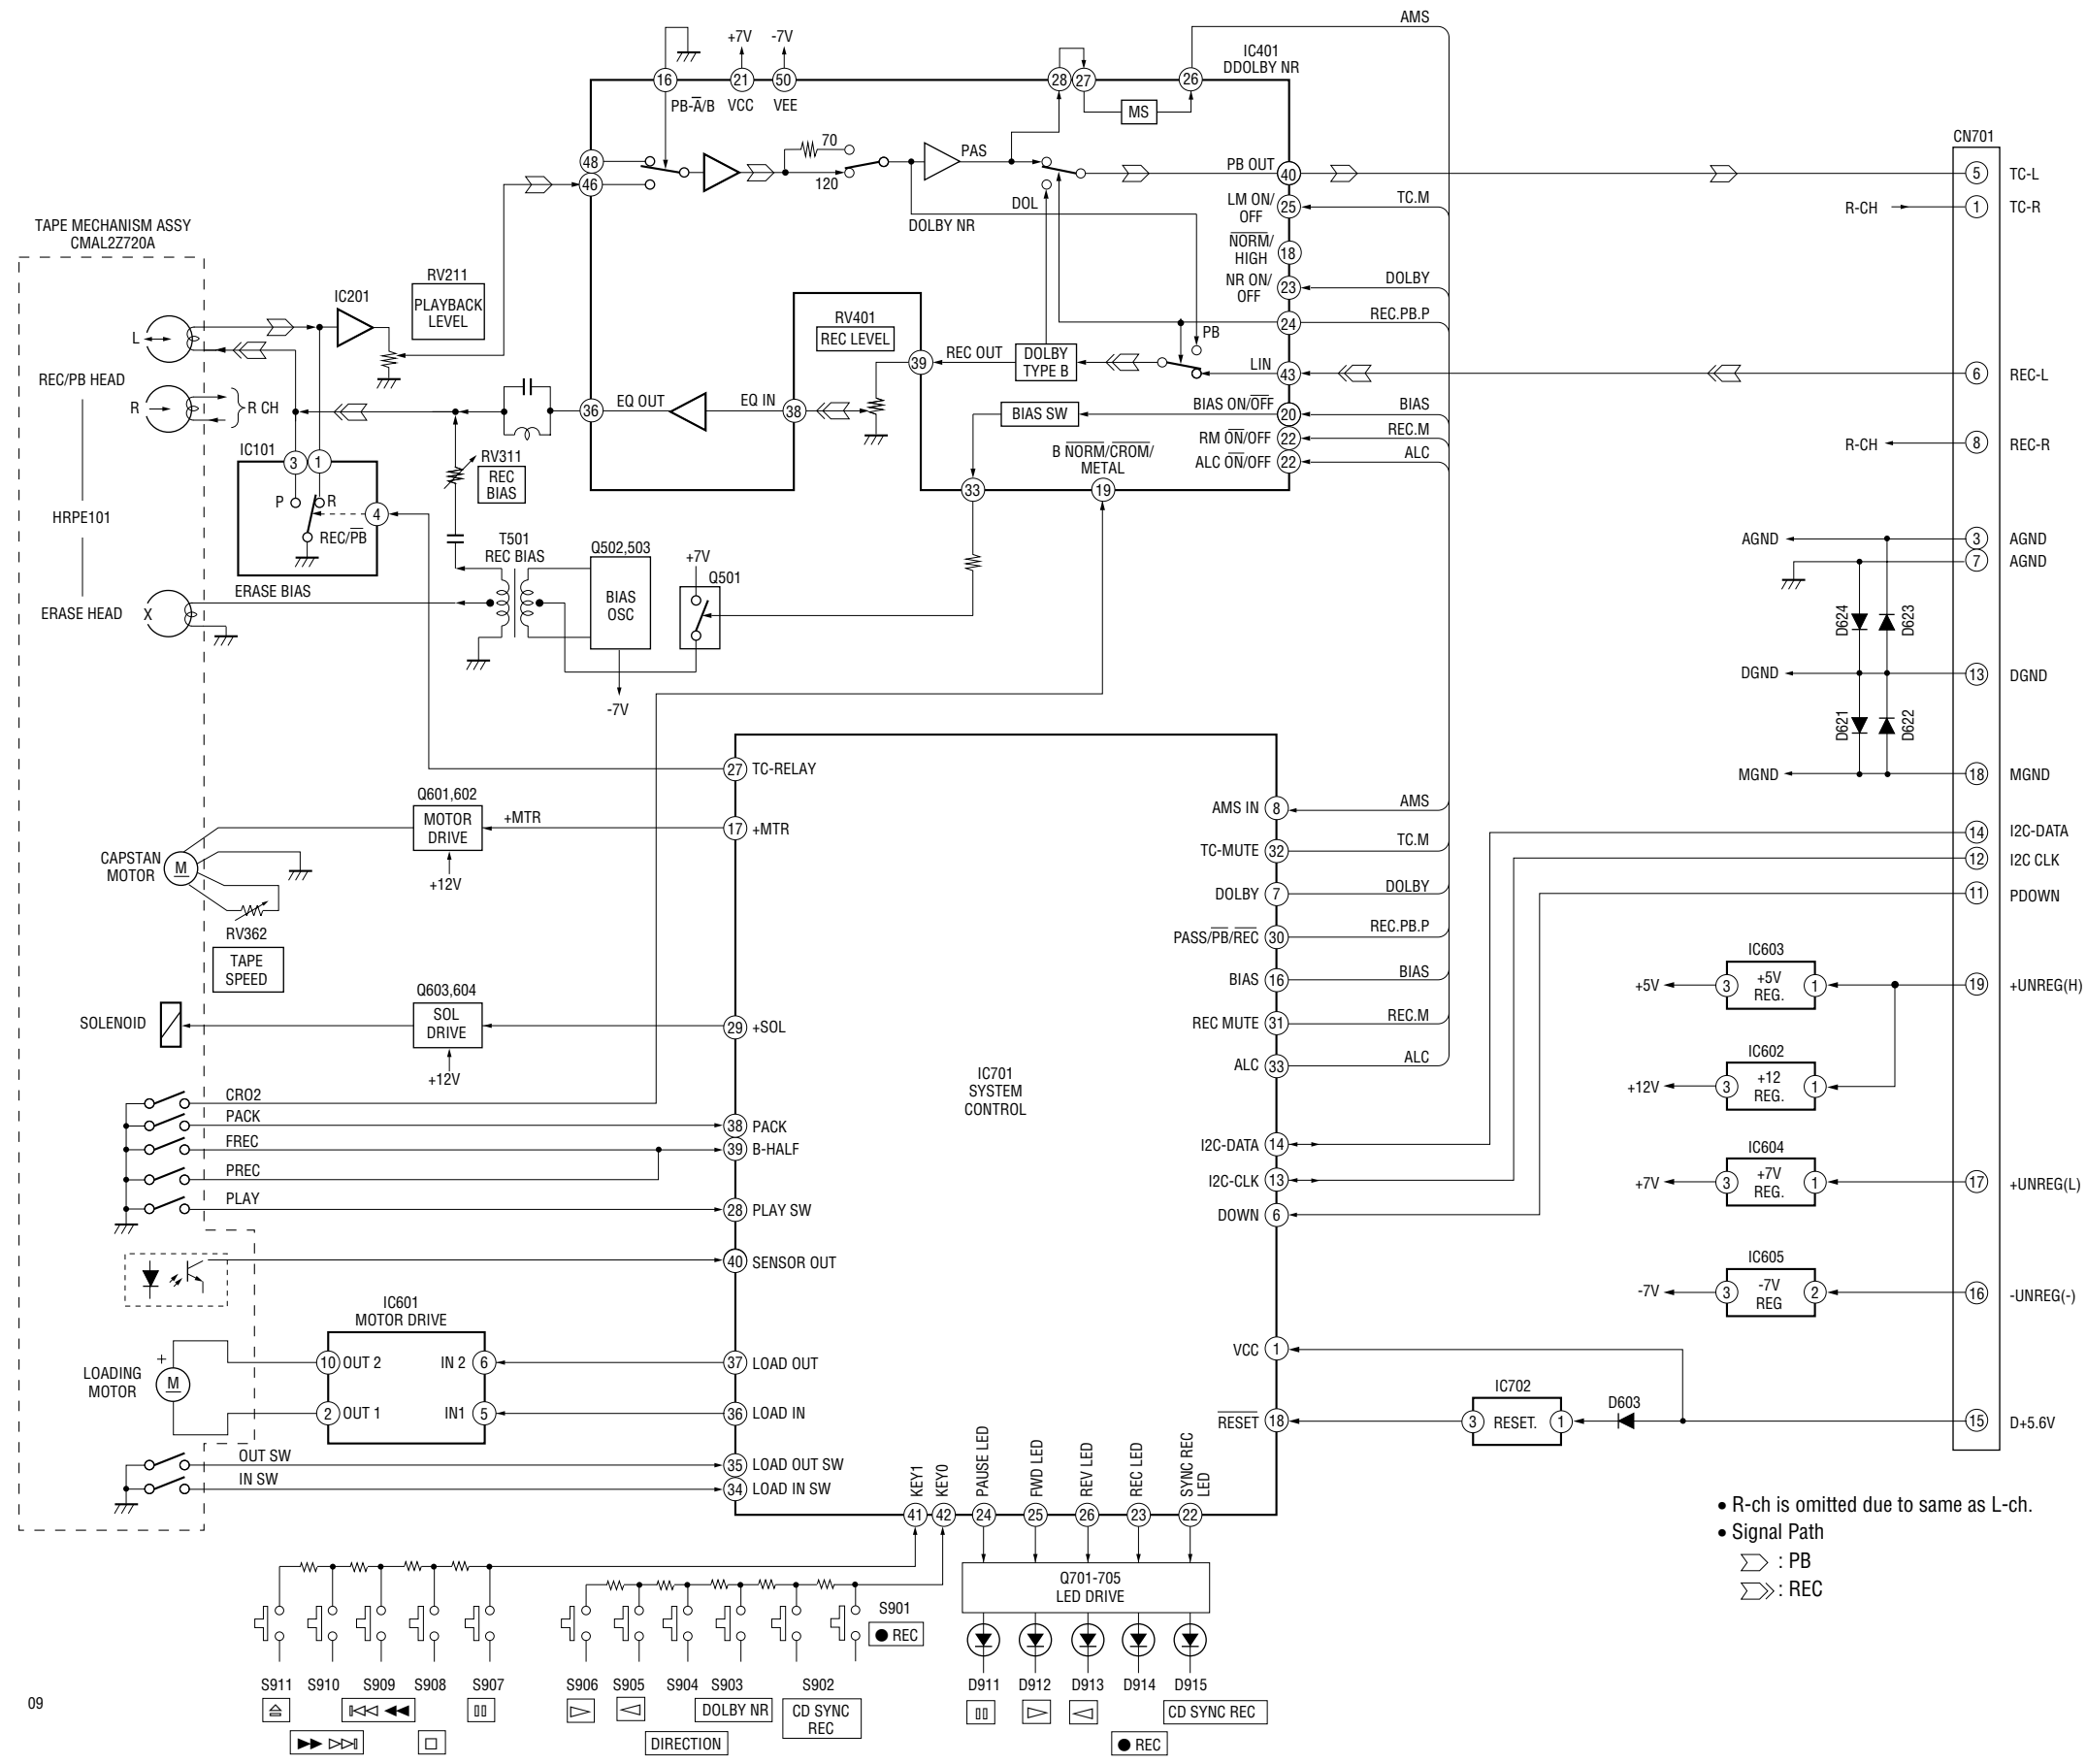 AMS
+7V
-7V
IC401
DDOLBY NR
16
21
50
28
27
26
PB-A̅/B
VCC
VEE
MS
CN701
48
46
70
120
PAS
PB OUT
40
5
TC-L
DOL
DOLBY NR
LM ON/
OFF
25
TC.M
R-CH
1
TC-R
N̅O̅R̅M̅/
HIGH
18
NR ON/
OFF
23
DOLBY
24
REC.PB.P
PB
TAPE MECHANISM ASSY
CMAL2Z720A
RV211
PLAYBACK
LEVEL
IC201
L
REC/PB HEAD
R
R CH
RV401
REC LEVEL
39
REC OUT
DOLBY
TYPE B
LIN
43
6
REC-L
36
EQ OUT
EQ IN
38
BIAS SW
BIAS ON/O̅F̅F̅
20
BIAS
RM O̅N̅/OFF
22
REC.M
ALC O̅N̅/OFF
22
ALC
R-CH
8
REC-R
B N̅O̅R̅M̅/C̅R̅O̅M̅/
METAL
33
19
IC101
3
1
P
R
4
REC/P̅B̅
RV311
REC
BIAS
HRPE101
T501
REC BIAS
Q502,503
BIAS
OSC
+7V
Q501
-7V
ERASE BIAS
ERASE HEAD
X
AGND
3
AGND
7
AGND
D624
D623
DGND
13
DGND
D621
D622
MGND
18
MGND
27
TC-RELAY
Q601,602
MOTOR
DRIVE
+MTR
17
+MTR
+12V
CAPSTAN
MOTOR
M
RV362
TAPE
SPEED
Q603,604
SOL
DRIVE
SOLENOID
29
+SOL
+12V
CRO2
PACK
38
PACK
FREC
39
B-HALF
PREC
PLAY
28
PLAY SW
40
SENSOR OUT
IC601
MOTOR DRIVE
10
OUT 2
IN 2
6
37
LOAD OUT
LOADING
MOTOR
+
M
2
OUT 1
IN1
5
36
LOAD IN
OUT SW
35
LOAD OUT SW
IN SW
34
LOAD IN SW
IC701
SYSTEM
CONTROL
AMS IN
8
AMS
TC-MUTE
32
TC.M
DOLBY
7
DOLBY
PASS/P̅B̅/R̅E̅C̅
30
REC.PB.P
BIAS
16
BIAS
REC MUTE
31
REC.M
ALC
33
ALC
I2C-DATA
14
I2C-CLK
13
DOWN
6
VCC
1
R̅E̅S̅E̅T̅
18
14
I2C-DATA
12
I2C CLK
11
PDOWN
IC603
+5V
3
+5V
REG.
1
19
+UNREG(H)
IC602
+12V
3
+12
REG.
1
IC604
+7V
3
+7V
REG.
1
17
+UNREG(L)
IC605
-7V
3
-7V
REG
2
16
-UNREG(-)
IC702
3
RESET.
1
D603
15
D+5.6V
KEY1
KEY0
PAUSE LED
FWD LED
REV LED
REC LED
SYNC REC
LED
41
42
24
25
26
23
22
Q701-705
LED DRIVE
• R-ch is omitted due to same as L-ch.
• Signal Path
: PB
: REC
S901
● REC
S911
S910
S909
S908
S907
S906
S905
S904
S903
S902
D911
D912
D913
D914
D915
DOLBY NR
CD SYNC
REC
CD SYNC REC
DIRECTION
● REC
09